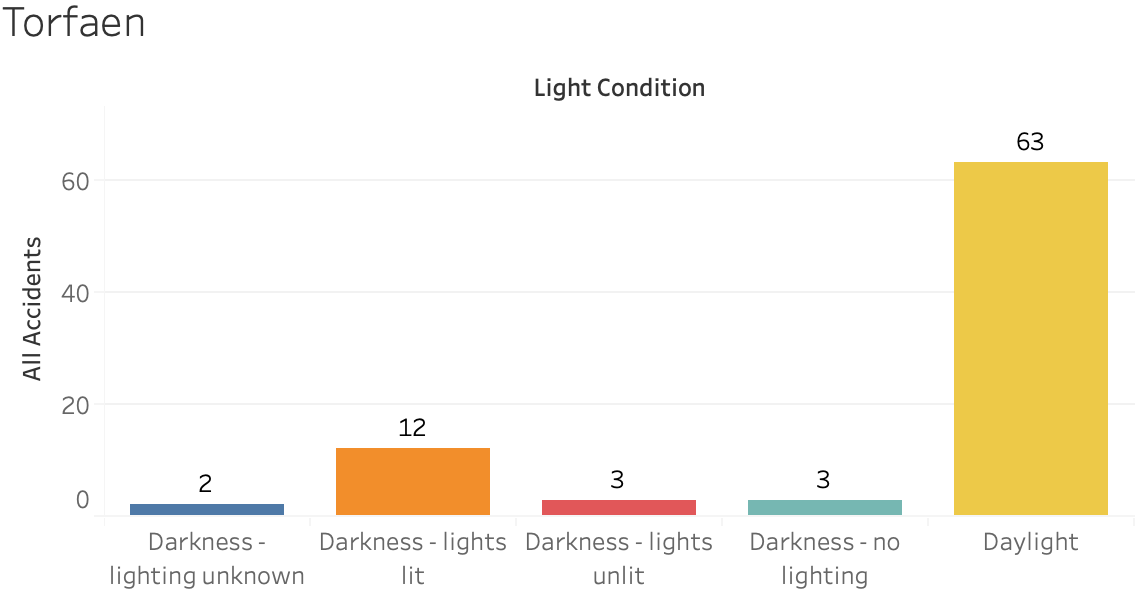 Torfaen
Light Condition
All Accidents
60
40
20
0
2
12
3
3
63
Darkness -
lighting unknown
Darkness - lights
lit
Darkness - lights
unlit
Darkness - no
lighting
Daylight